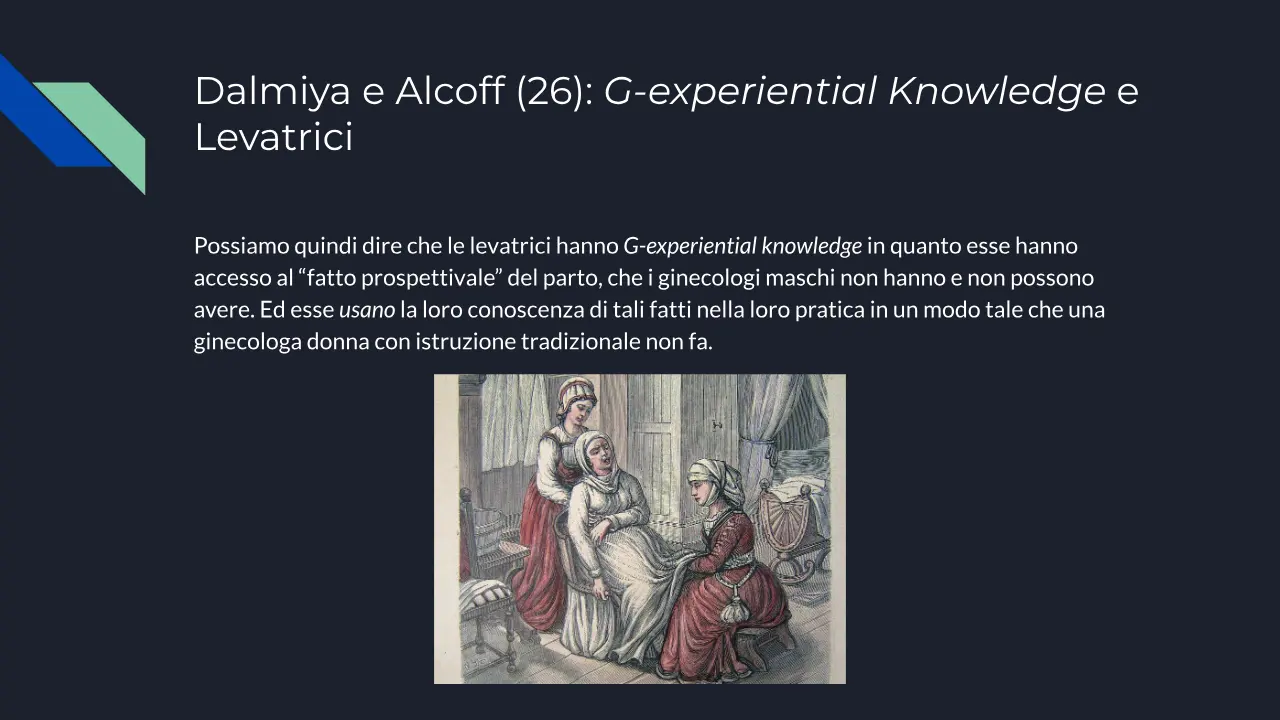 Dalmiya e Alcoff (26): G-experiential Knowledge e
Levatrici
Possiamo quindi dire che le levatrici hanno G-experiential knowledge in quanto esse hanno
accesso al “fatto prospettivale” del parto, che i ginecologi maschi non hanno e non possono
avere. Ed esse usano la loro conoscenza di tali fatti nella loro pratica in un modo tale che una
ginecologa donna con istruzione tradizionale non fa.